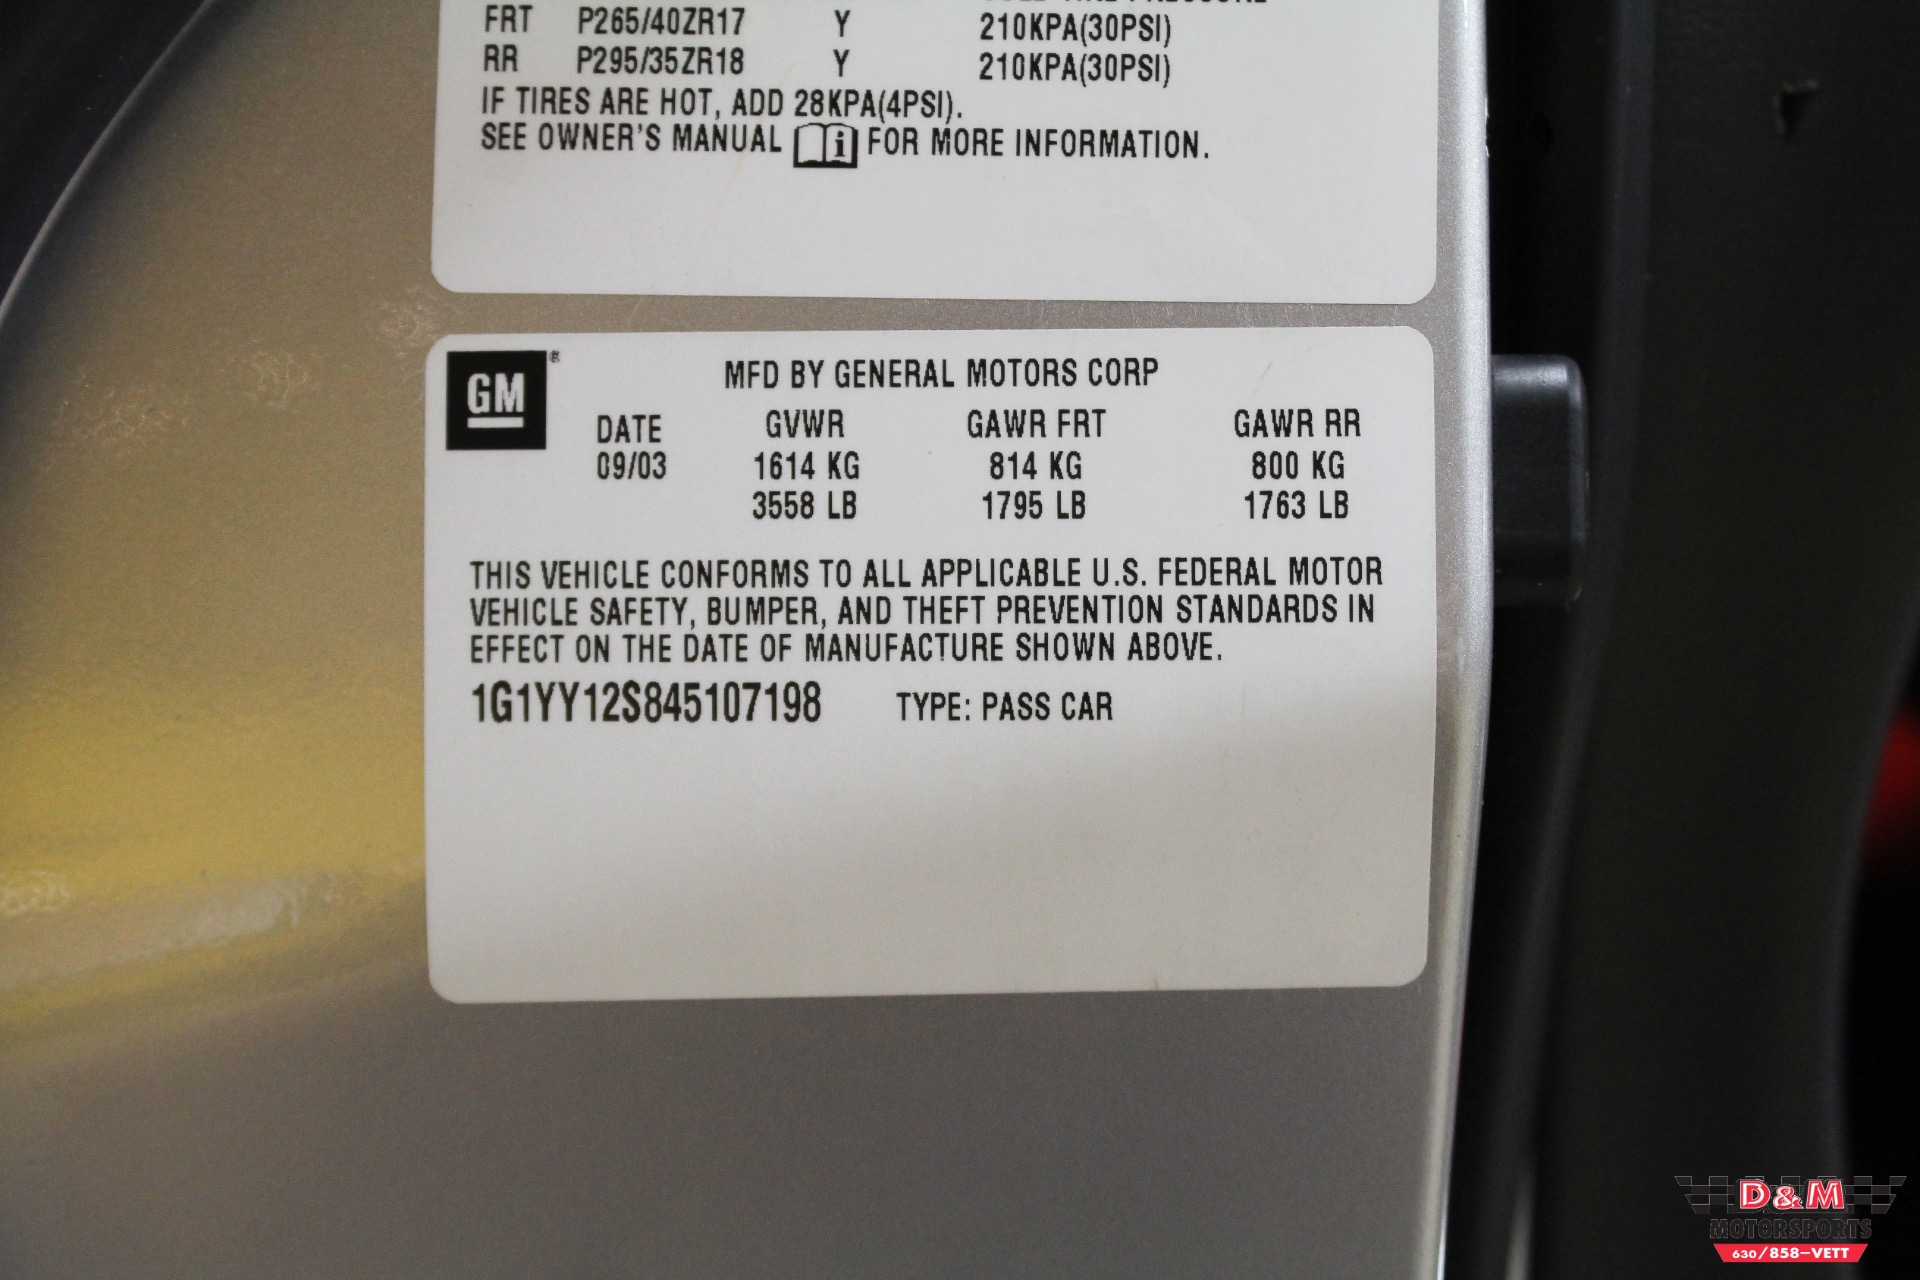 FRT P265/40ZR17 Y 210KPA(30PSI)
RR P295/35ZR18 Y 210KPA(30PSI)
IF TIRES ARE HOT, ADD 28KPA(4PSI).
SEE OWNER'S MANUAL i FOR MORE INFORMATION.
GM ®
MFD BY GENERAL MOTORS CORP
DATE GVWR GAWR FRT GAWR RR
09/03 1614 KG 814 KG 800 KG
3558 LB 1795 LB 1763 LB
THIS VEHICLE CONFORMS TO ALL APPLICABLE U.S. FEDERAL MOTOR
VEHICLE SAFETY, BUMPER, AND THEFT PREVENTION STANDARDS IN
EFFECT ON THE DATE OF MANUFACTURE SHOWN ABOVE.
1G1YY12S845107198 TYPE: PASS CAR
D&M
MOTORSPORTS
630/858-VETT